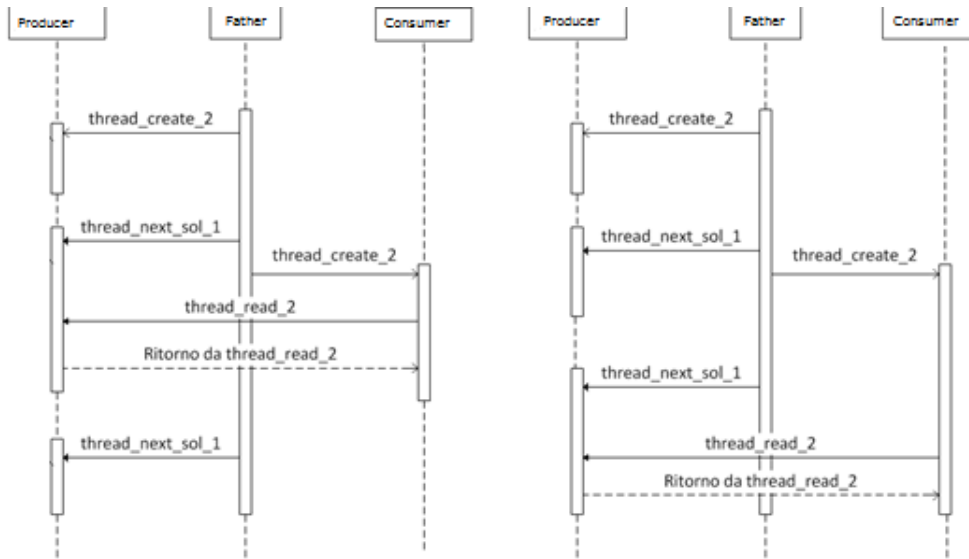 Producer
Father
Consumer
thread_create_2
thread_next_sol_1
thread_create_2
thread_read_2
Ritorno da thread_read_2
thread_next_sol_1
Producer
Father
Consumer
thread_create_2
thread_next_sol_1
thread_create_2
thread_next_sol_1
thread_read_2
Ritorno da thread_read_2